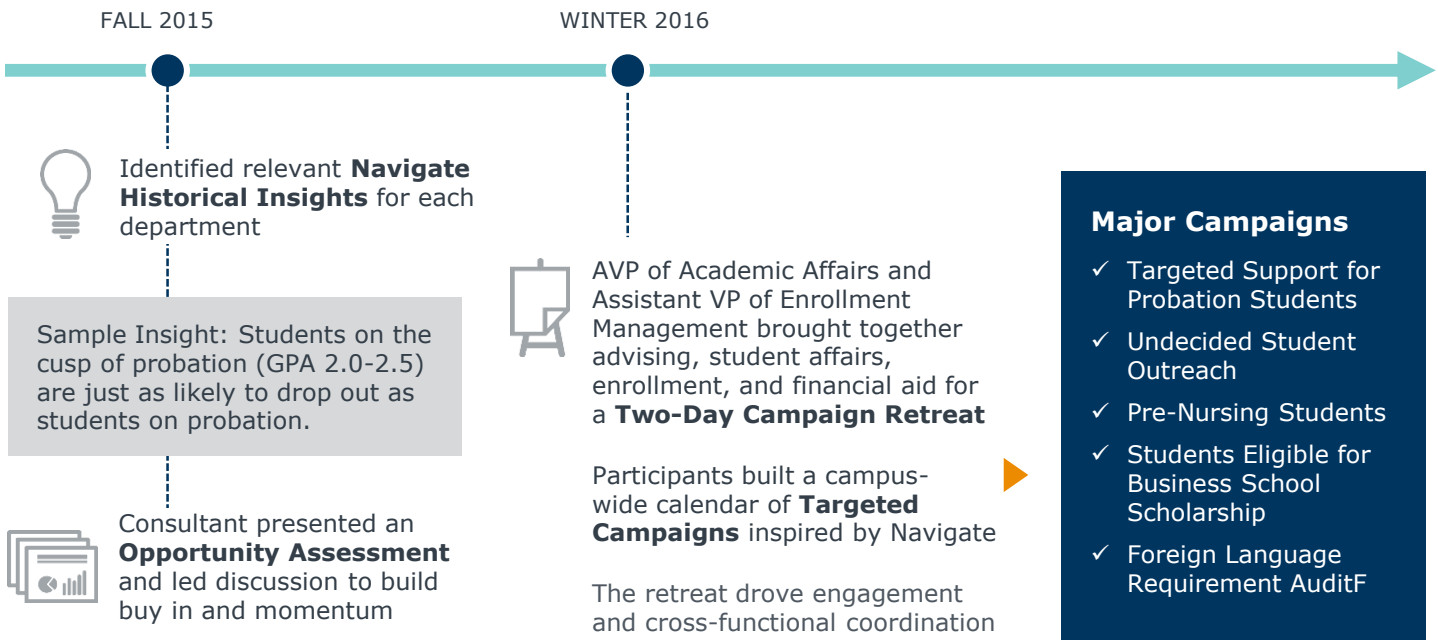 FALL 2015
WINTER 2016
Identified relevant Navigate
Historical Insights for each
department
Sample Insight: Students on the
cusp of probation (GPA 2.0-2.5)
are just as likely to drop out as
students on probation.
Consultant presented an
Opportunity Assessment
and led discussion to build
buy in and momentum
AVP of Academic Affairs and
Assistant VP of Enrollment
Management brought together
advising, student affairs,
enrollment, and financial aid for
a Two-Day Campaign Retreat
Participants built a campus-
wide calendar of Targeted
Campaigns inspired by Navigate
The retreat drove engagement
and cross-functional coordination
Major Campaigns
✓ Targeted Support for
Probation Students
✓ Undecided Student
Outreach
✓ Pre-Nursing Students
✓ Students Eligible for
Business School
Scholarship
✓ Foreign Language
Requirement AuditF